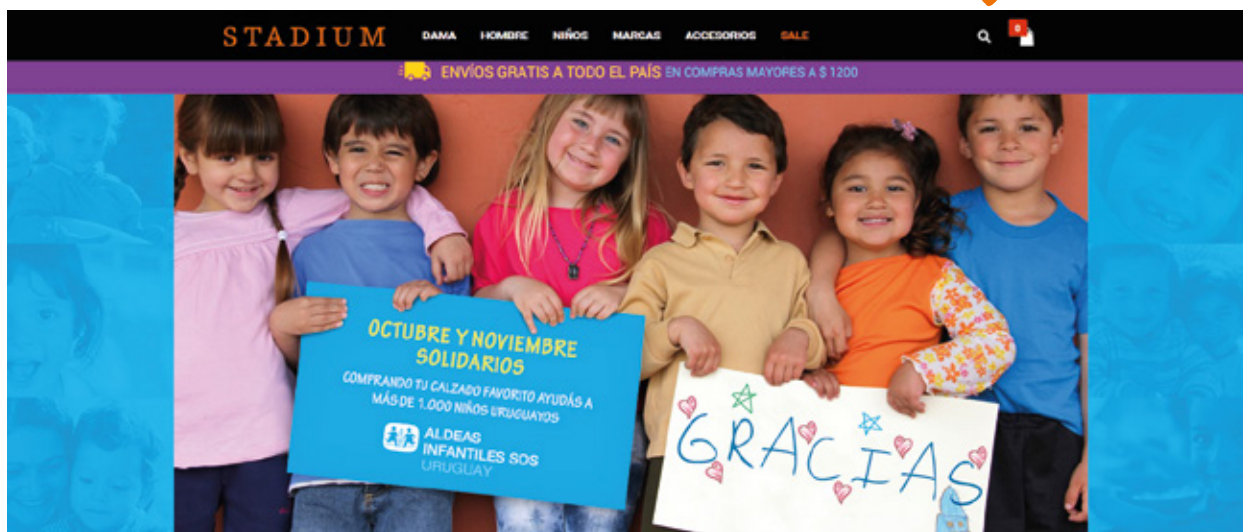 STADIUM DAMA HOMBRE NIÑOS MARCAS ACCESORIOS SALE 0
ENVÍOS GRATIS A TODO EL PAÍS EN COMPRAS MAYORES A $ 1200
OCTUBRE Y NOVIEMBRE
SOLIDARIOS
COMPRANDO TU CALZADO FAVORITO AYUDÁS A
MÁS DE 1.000 NIÑOS URUGUAYOS
ALDEAS
INFANTILES SOS
URUGUAY
GRACIAS